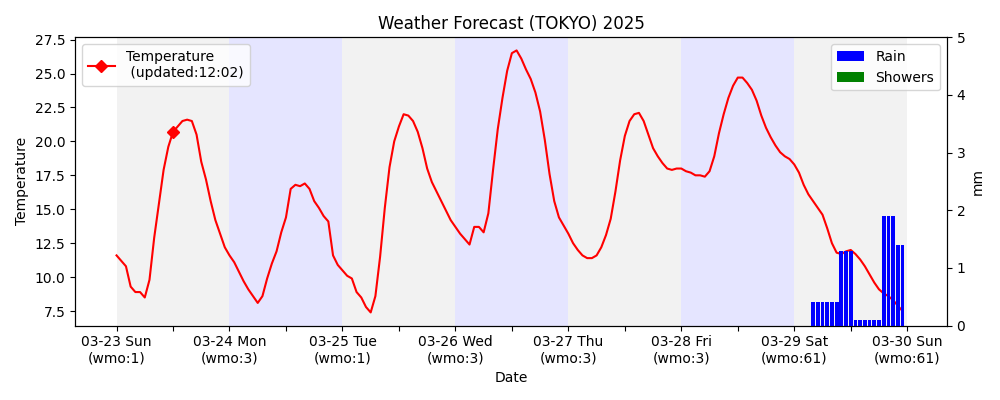 Weather Forecast (TOKYO) 2025
Temperature
(updated:12:02)
Rain
Showers
Temperature
27.5
25.0
22.5
20.0
17.5
15.0
12.5
10.0
7.5
5
4
3
2
1
0
mm
03-23 Sun
(wmo:1)
03-24 Mon
(wmo:3)
03-25 Tue
(wmo:1)
03-26 Wed
(wmo:3)
03-27 Thu
(wmo:3)
03-28 Fri
(wmo:3)
03-29 Sat
(wmo:61)
03-30 Sun
(wmo:61)
Date